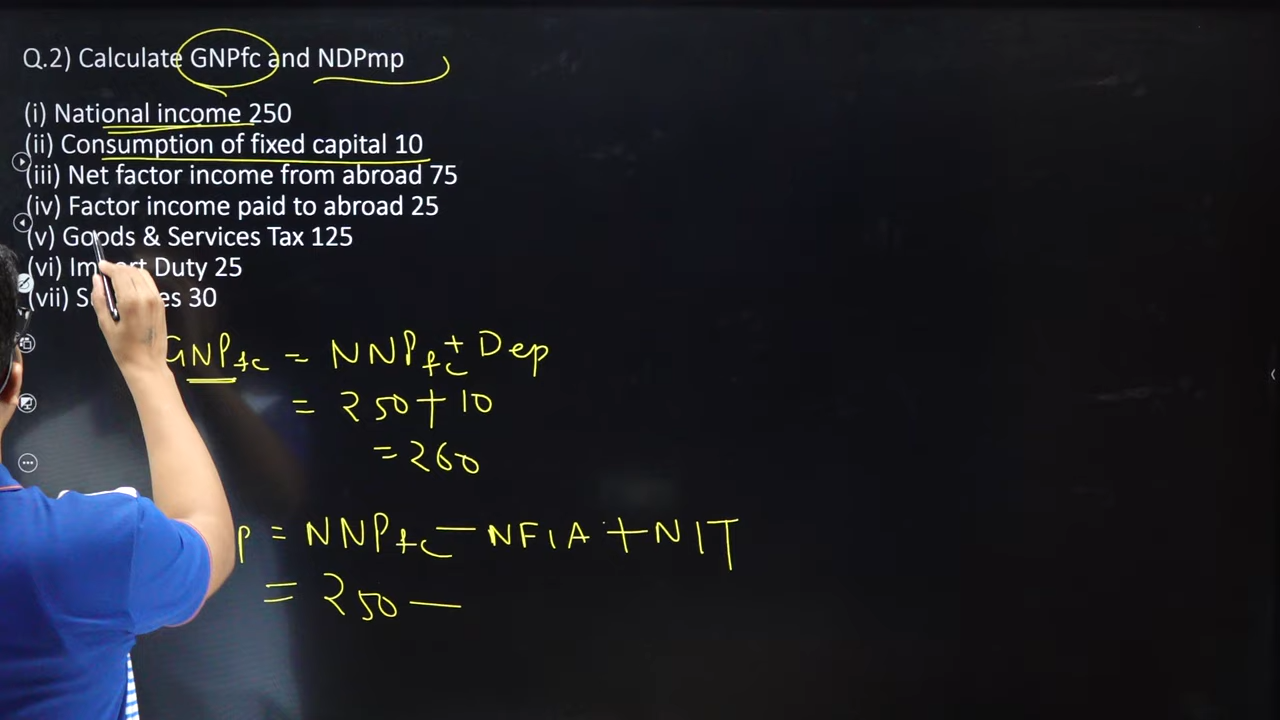 Q.2) Calculate GNPfc and NDPmp
(i) National income 250
(ii) Consumption of fixed capital 10
(iii) Net factor income from abroad 75
(iv) Factor income paid to abroad 25
(v) Goods & Services Tax 125
(vi) Duty 25
(vii) 30
GNPfc = NNPfc + Dep
= 250 + 10
= 260
p = NNPfc - NFIA + NIT
= 250 -